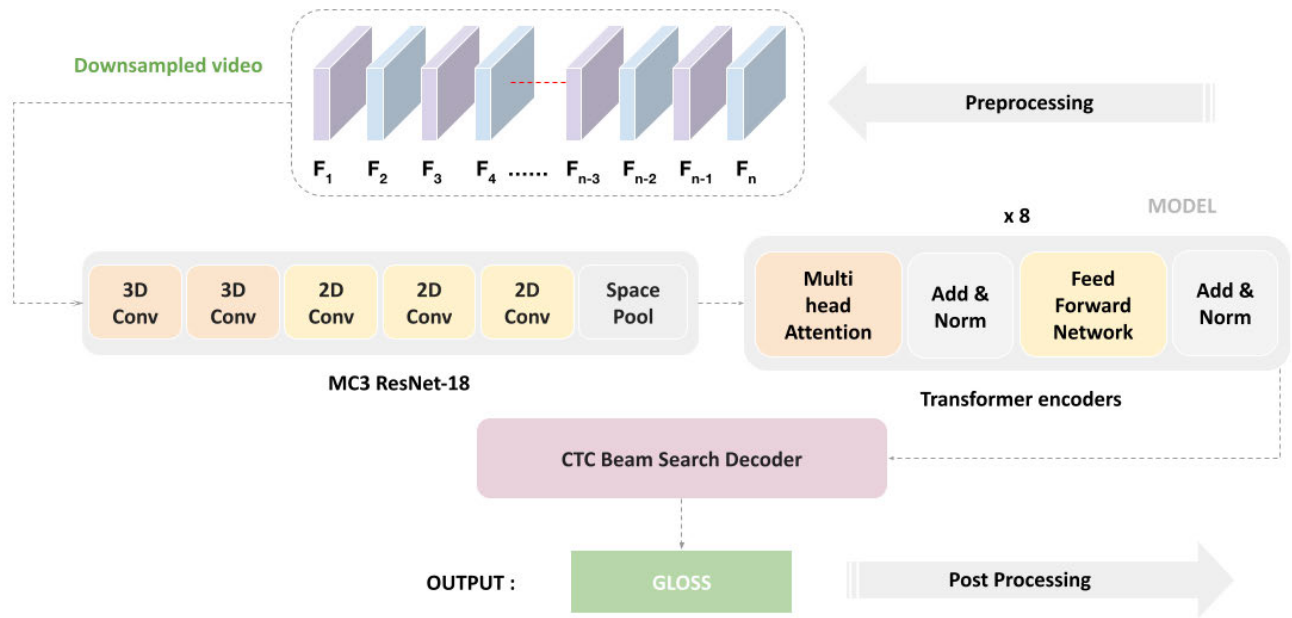 Downsampled video
F1 F2 F3 F4 ...... Fn-3 Fn-2 Fn-1 Fn
Preprocessing
x 8
MODEL
3D
Conv
3D
Conv
2D
Conv
2D
Conv
2D
Conv
Space
Pool
Multi
head
Attention
Add &
Norm
Feed
Forward
Network
Add &
Norm
MC3 ResNet-18
Transformer encoders
CTC Beam Search Decoder
OUTPUT :
GLOSS
Post Processing